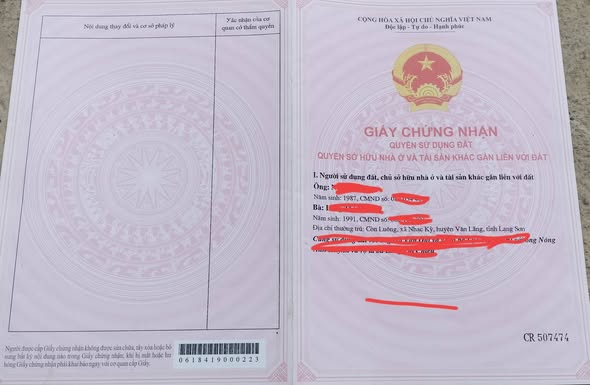 Nội dung thay đổi và cơ sở pháp lý
Xác nhận của cơ
quan có thẩm quyền
Người được cấp Giấy chứng nhận không được sửa chữa, tẩy xóa hoặc bổ
sung bất kỳ nội dung nào trong Giấy chứng nhận; khi bị mất hoặc hư
hỏng Giấy chứng nhận phải khai báo ngay với cơ quan cấp Giấy.
0618419000223
CỘNG HÒA XÃ HỘI CHỦ NGHĨA VIỆT NAM
Độc lập - Tự do - Hạnh phúc
GIẤY CHỨNG NHẬN
QUYỀN SỬ DỤNG ĐẤT
QUYỀN SỞ HỮU NHÀ Ở VÀ TÀI SẢN KHÁC GẮN LIỀN VỚI ĐẤT
I. Người sử dụng đất, chủ sở hữu nhà ở và tài sản khác gắn liền với đất
Ông:
Năm sinh: 1987, CMND số:
Bà:
Năm sinh: 1991, CMND số:
Địa chỉ thường trú: Còn Luông, xã Nhạc Kỳ, huyện Văn Lãng, tỉnh Lạng Sơn
Nông
CR 507474